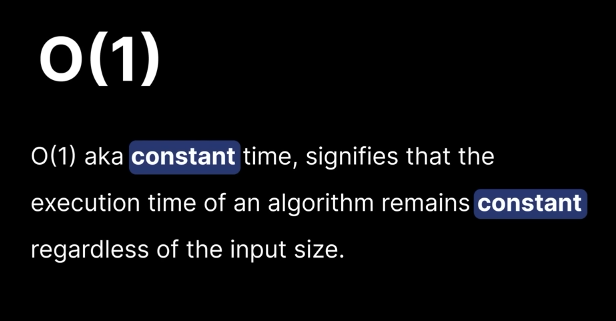 O(1)
O(1) aka constant time, signifies that the
execution time of an algorithm remains constant
regardless of the input size.